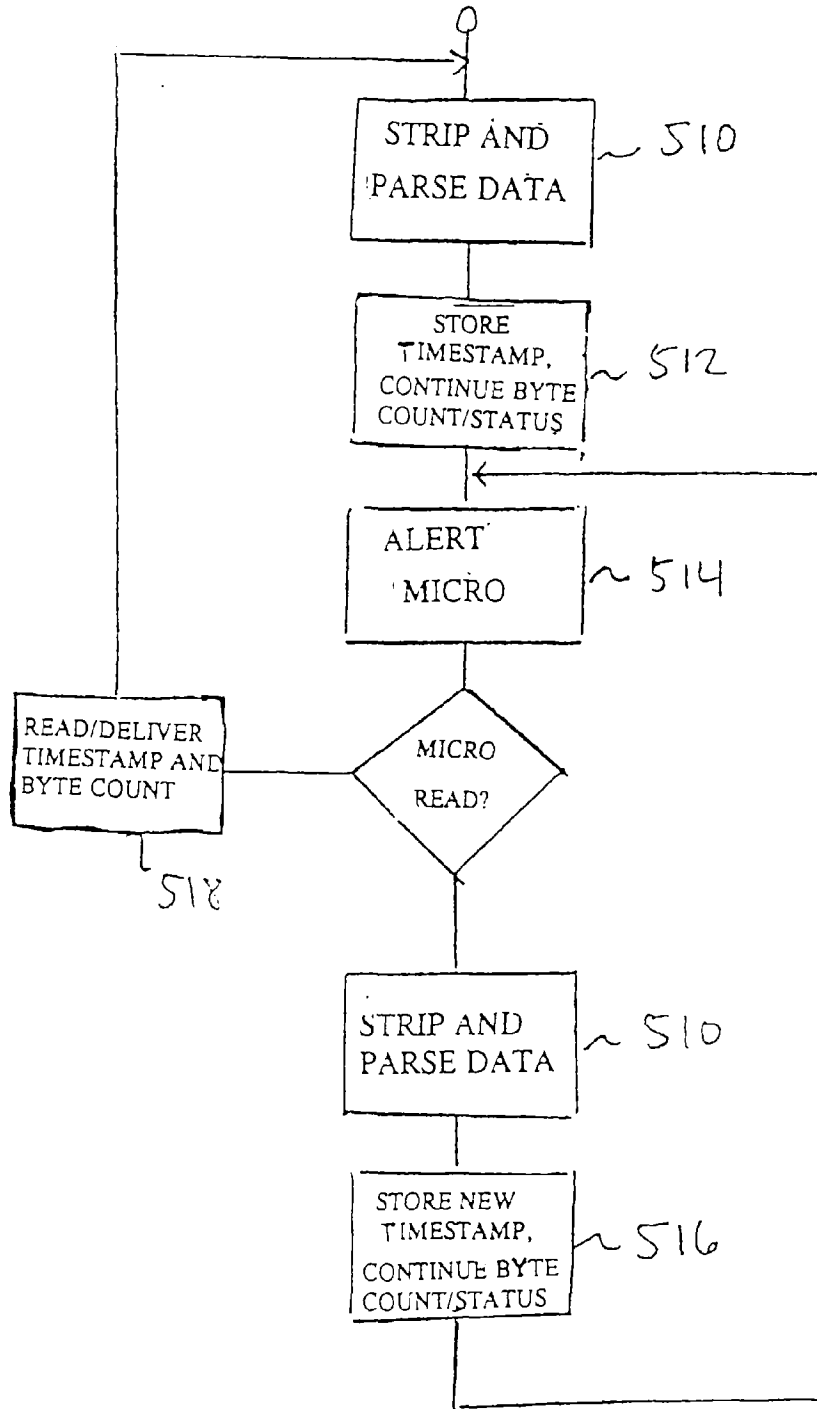 STRIP AND
PARSE DATA
~ 510
STORE
TIMESTAMP,
CONTINUE BYTE
COUNT/STATUS
~ 512
ALERT
MICRO
~ 514
READ/DELIVER
TIMESTAMP AND
BYTE COUNT
518
MICRO
READ?
STRIP AND
PARSE DATA
~ 510
STORE NEW
TIMESTAMP,
CONTINUE BYTE
COUNT/STATUS
~ 516